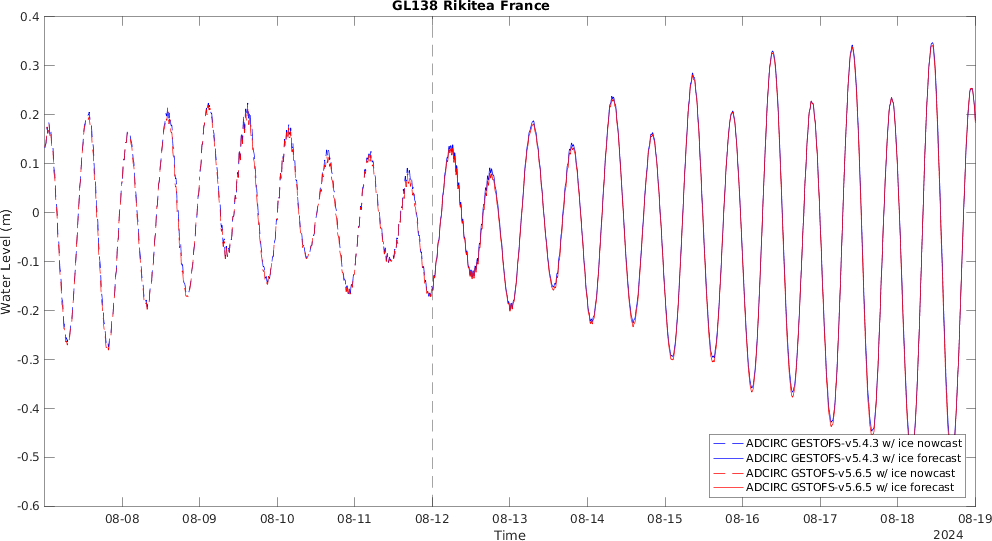 GL138 Rikitea France
0.4
0.3
0.2
0.1
0
-0.1
-0.2
-0.3
-0.4
-0.5
-0.6
Water Level (m)
ADCIRC GESTOFS-v5.4.3 w/ ice nowcast
ADCIRC GESTOFS-v5.4.3 w/ ice forecast
ADCIRC GSTOFS-v5.6.5 w/ ice nowcast
ADCIRC GSTOFS-v5.6.5 w/ ice forecast
08-08 08-09 08-10 08-11 08-12 08-13 08-14 08-15 08-16 08-17 08-18 08-19
Time
2024